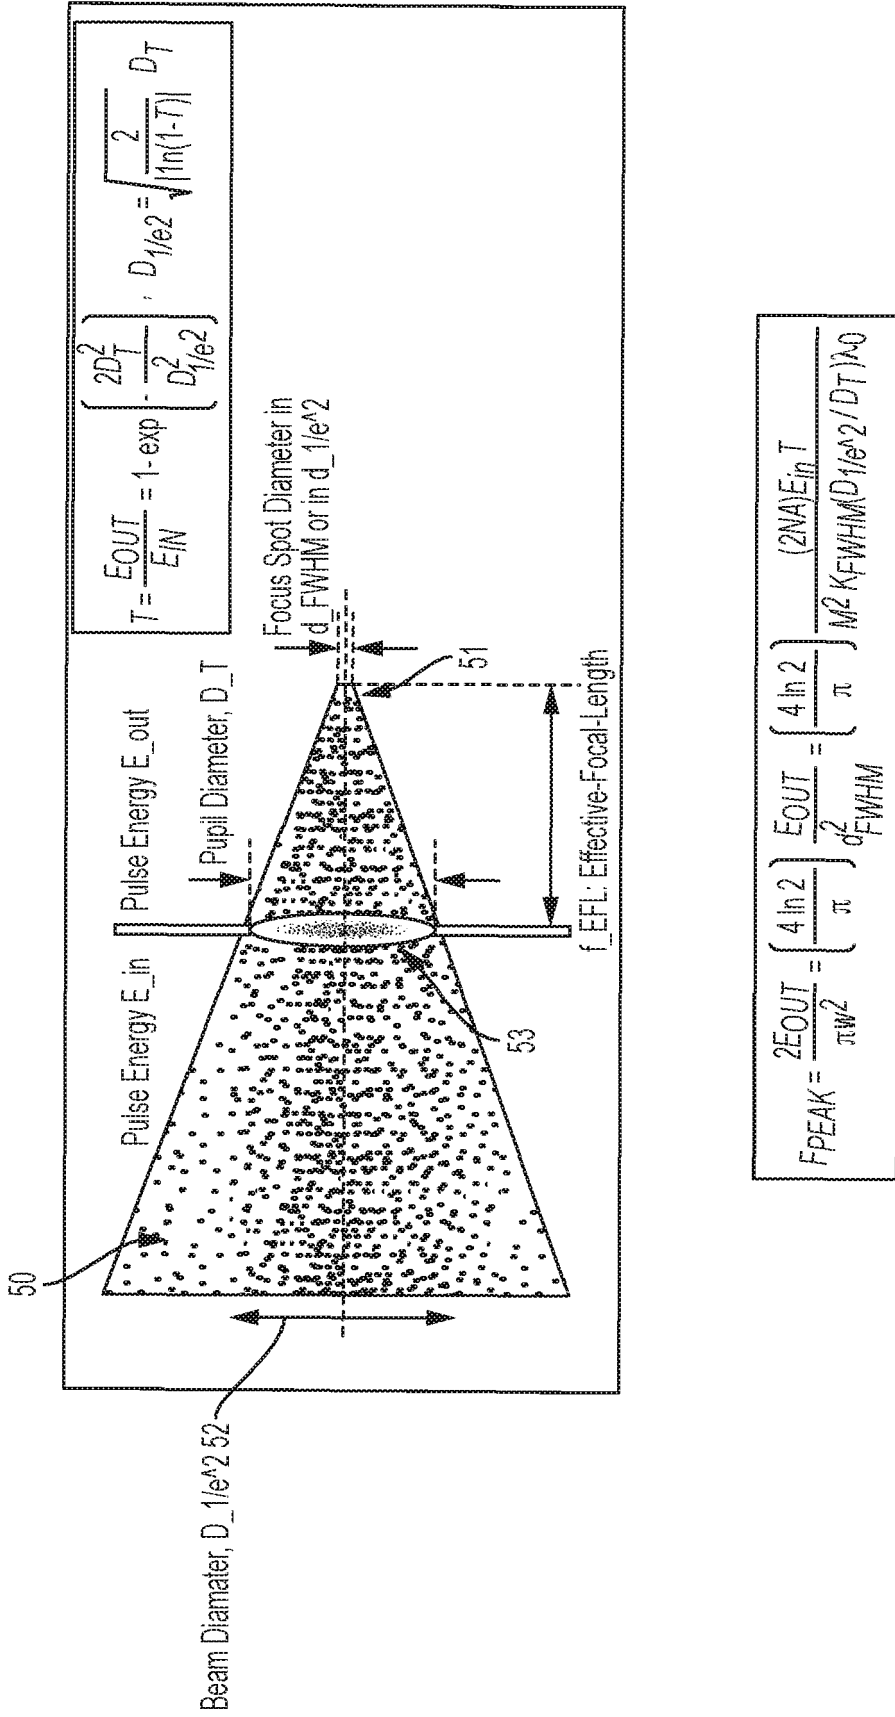 T = E_OUT / E_IN = 1 - exp ( - 2D_T^2 / D_1/e2^2 ) , D_1/e2 = √( 2 / |1n(1-T)| ) D_T
Pulse Energy E_in
Pulse Energy E_out
Pupil Diameter, D_T
Focus Spot Diameter in
d_FWHM or in d_1/e^2
50
51
53
Beam Diamater, D_1/e^2 52
f_EFL: Effective-Focal-Length
F_PEAK = 2E_OUT / πw^2 = ( 4 ln 2 / π ) E_OUT / d_FWHM^2 = ( 4 ln 2 / π ) (2NA)E_in T / M^2 K_FWHM(D_1/e^2 / D_T)λ0